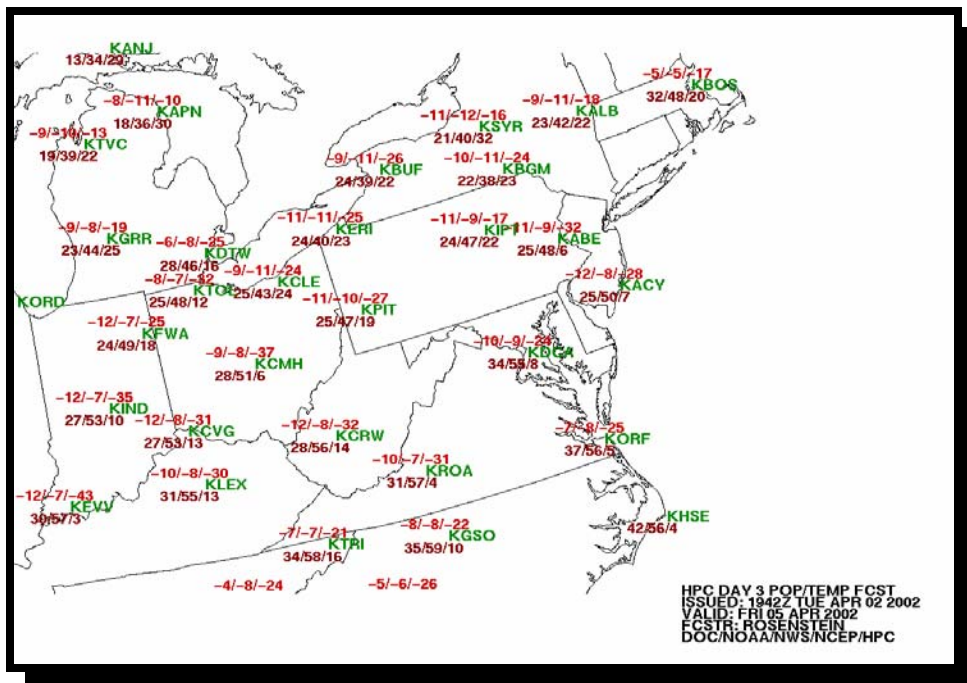 KANJ
13/34/29
-5/-5/-17
KBOS
32/48/20
-8/-11/-10
KAPN
18/36/30
-9/-11/-18
KALB
23/42/22
-11/-12/-16
KSYR
21/40/32
KTVC
19/39/22
-9/-11/-26
KBUF
24/39/22
-10/-11/-24
KBGM
22/38/23
-11/-11/-25
KERI
24/40/23
-11/-9/-17
24/47/22
KABE
25/48/6
-9/-8/-19
KGRR
23/44/25
-6/-8/-25
KDTW
28/46/16
-9/-11/-24
KCLE
25/43/24
25/48/12
-12/-8/-28
KACY
25/50/7
KORD
-11/-10/-27
KPIT
25/47/19
-12/-7/-25
KFWA
24/49/18
KDCA
34/55/8
-9/-8/-37
KCMH
28/51/6
-12/-7/-35
KIND
27/53/10
-12/-8/-31
KCVG
27/53/13
-12/-8/-32
KCRW
28/56/14
-7/-8/-25
KORF
37/56/5
-10/-7/-31
KROA
31/57/4
-10/-8/-30
KLEX
31/55/13
-12/-7/-43
KEVV
30/57/3
KHSE
42/56/4
-7/-7/-21
KTRI
34/58/16
-8/-8/-22
KGSO
35/59/10
-4/-8/-24
-5/-6/-26
HPC DAY 3 POP/TEMP FCST
ISSUED: 1942Z TUE APR 02 2002
VALID: FRI 05 APR 2002
FCSTR: ROSENSTEIN
DOC/NOAA/NWS/NCEP/HPC